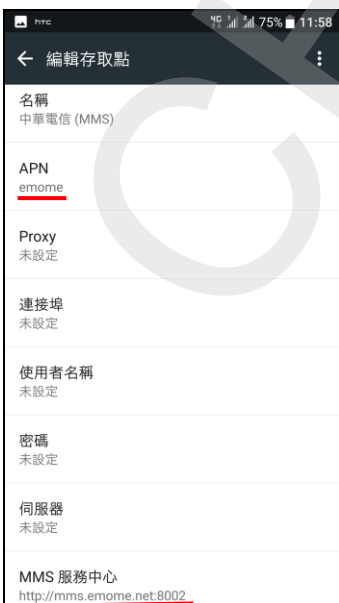 hTC 4G 75% 11:58
編輯存取點
名稱
中華電信 (MMS)
APN
emome
Proxy
未設定
連接埠
未設定
使用者名稱
未設定
密碼
未設定
伺服器
未設定
MMS 服務中心
http://mms.emome.net:8002